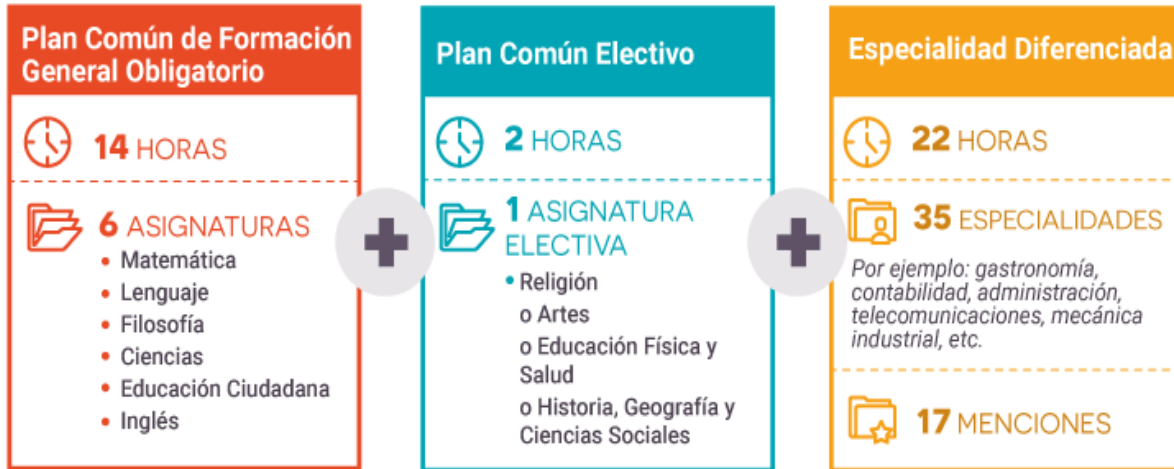 Plan Común de Formación
General Obligatorio
14 HORAS
6 ASIGNATURAS
• Matemática
• Lenguaje
• Filosofía
• Ciencias
• Educación Ciudadana
• Inglés
+
Plan Común Electivo
2 HORAS
1 ASIGNATURA
ELECTIVA
• Religión
o Artes
o Educación Física y
Salud
o Historia, Geografía y
Ciencias Sociales
+
Especialidad Diferenciada
22 HORAS
35 ESPECIALIDADES
Por ejemplo: gastronomía,
contabilidad, administración,
telecomunicaciones, mecánica
industrial, etc.
17 MENCIONES